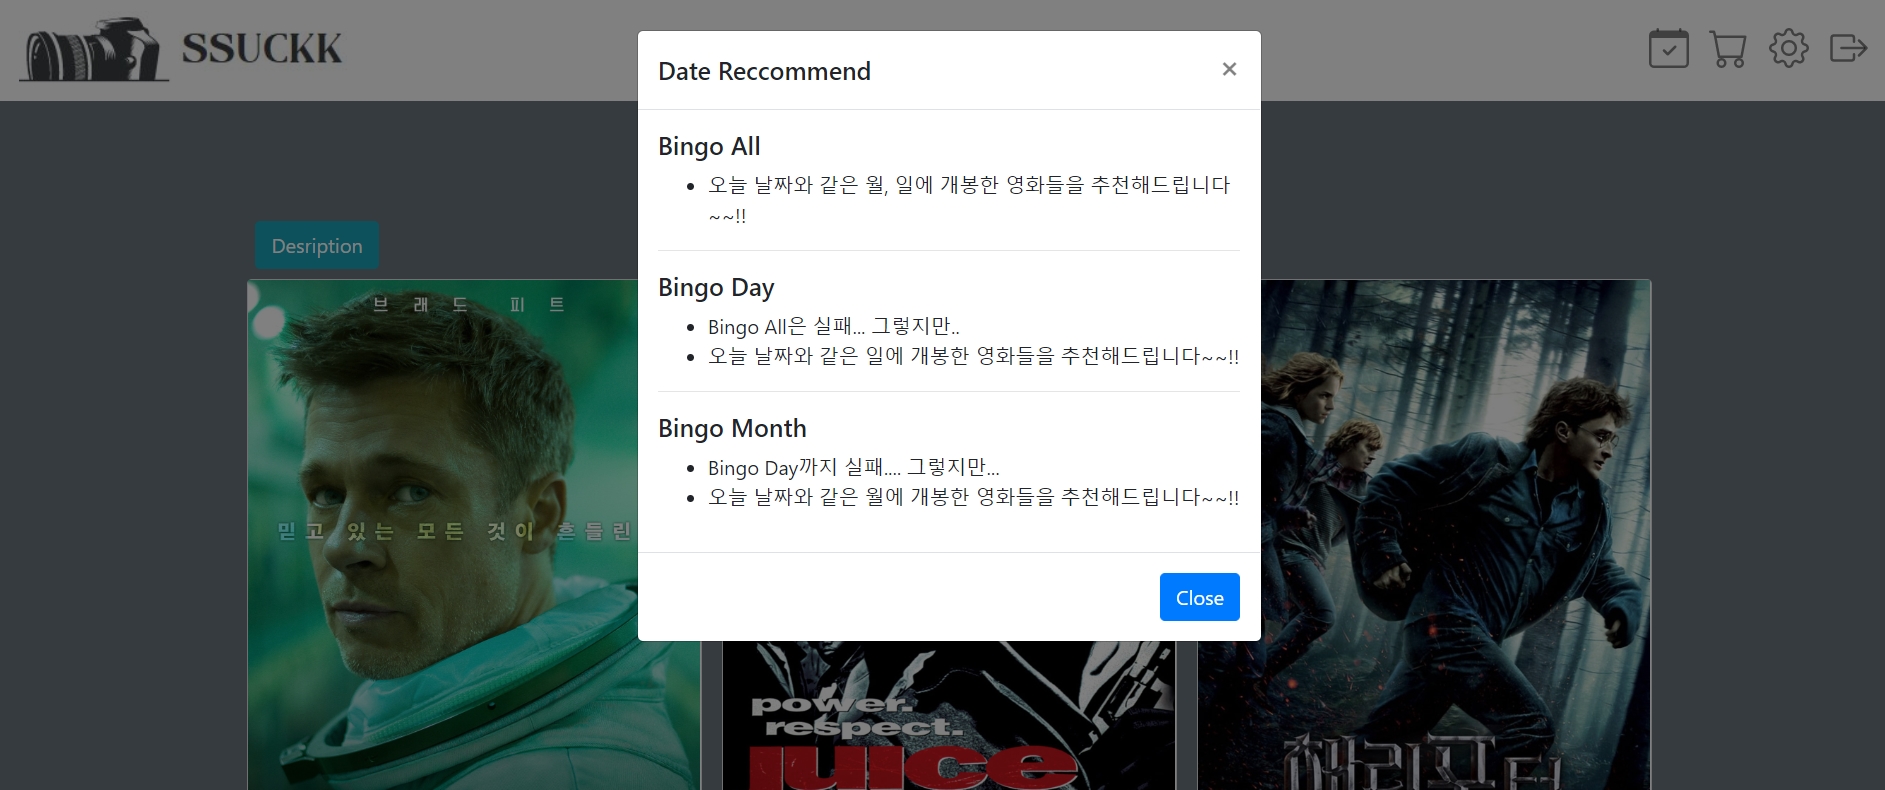 SSUCKK
Date Reccommend
×
Bingo All
오늘 날짜와 같은 월, 일에 개봉한 영화들을 추천해드립니다
~~!!
Desription
Bingo Day
Bingo All은 실패... 그렇지만..
오늘 날짜와 같은 일에 개봉한 영화들을 추천해드립니다~~!!
Bingo Month
Bingo Day까지 실패.... 그렇지만...
오늘 날짜와 같은 월에 개봉한 영화들을 추천해드립니다~~!!
Close
브래드 피트
믿고 있는 모든 것이 흔들린
power.
respect.
juice
해리포터